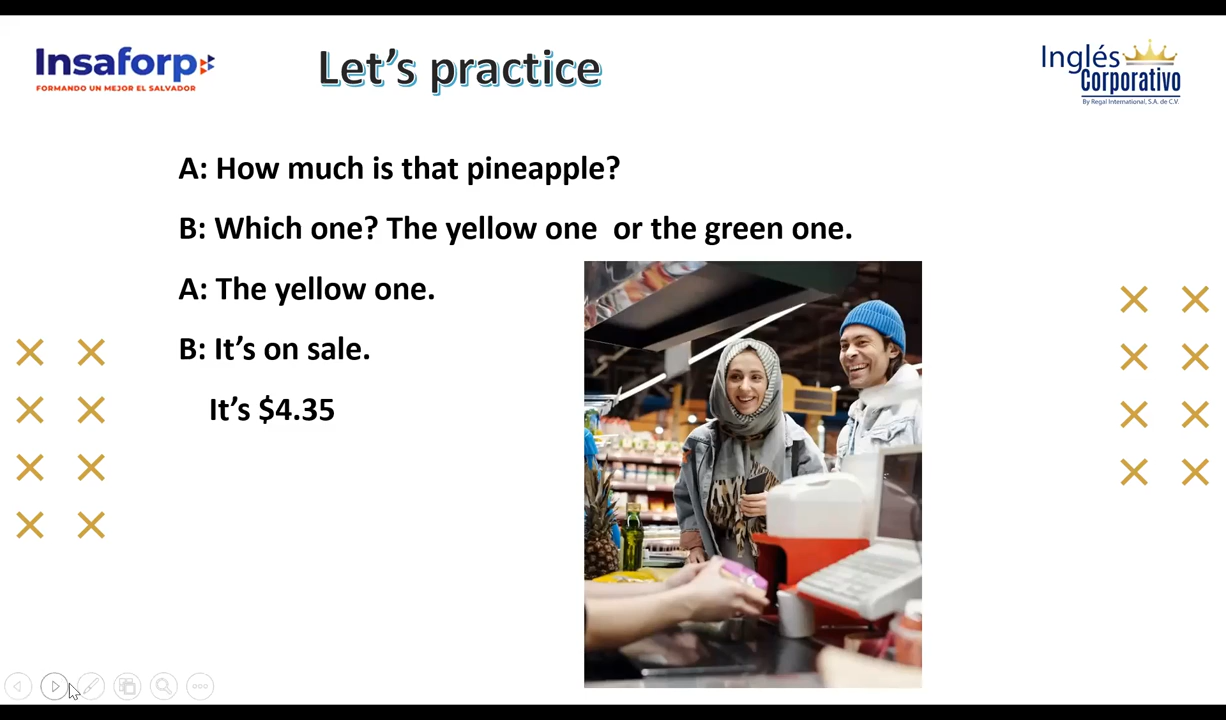 Insaforp
FORMANDO UN MEJOR EL SALVADOR
Let's practice
Inglés
Corporativo
By Regal International, S.A. de C.V.
A: How much is that pineapple?
B: Which one? The yellow one  or the green one.
A: The yellow one.
B: It's on sale.
It's $4.35